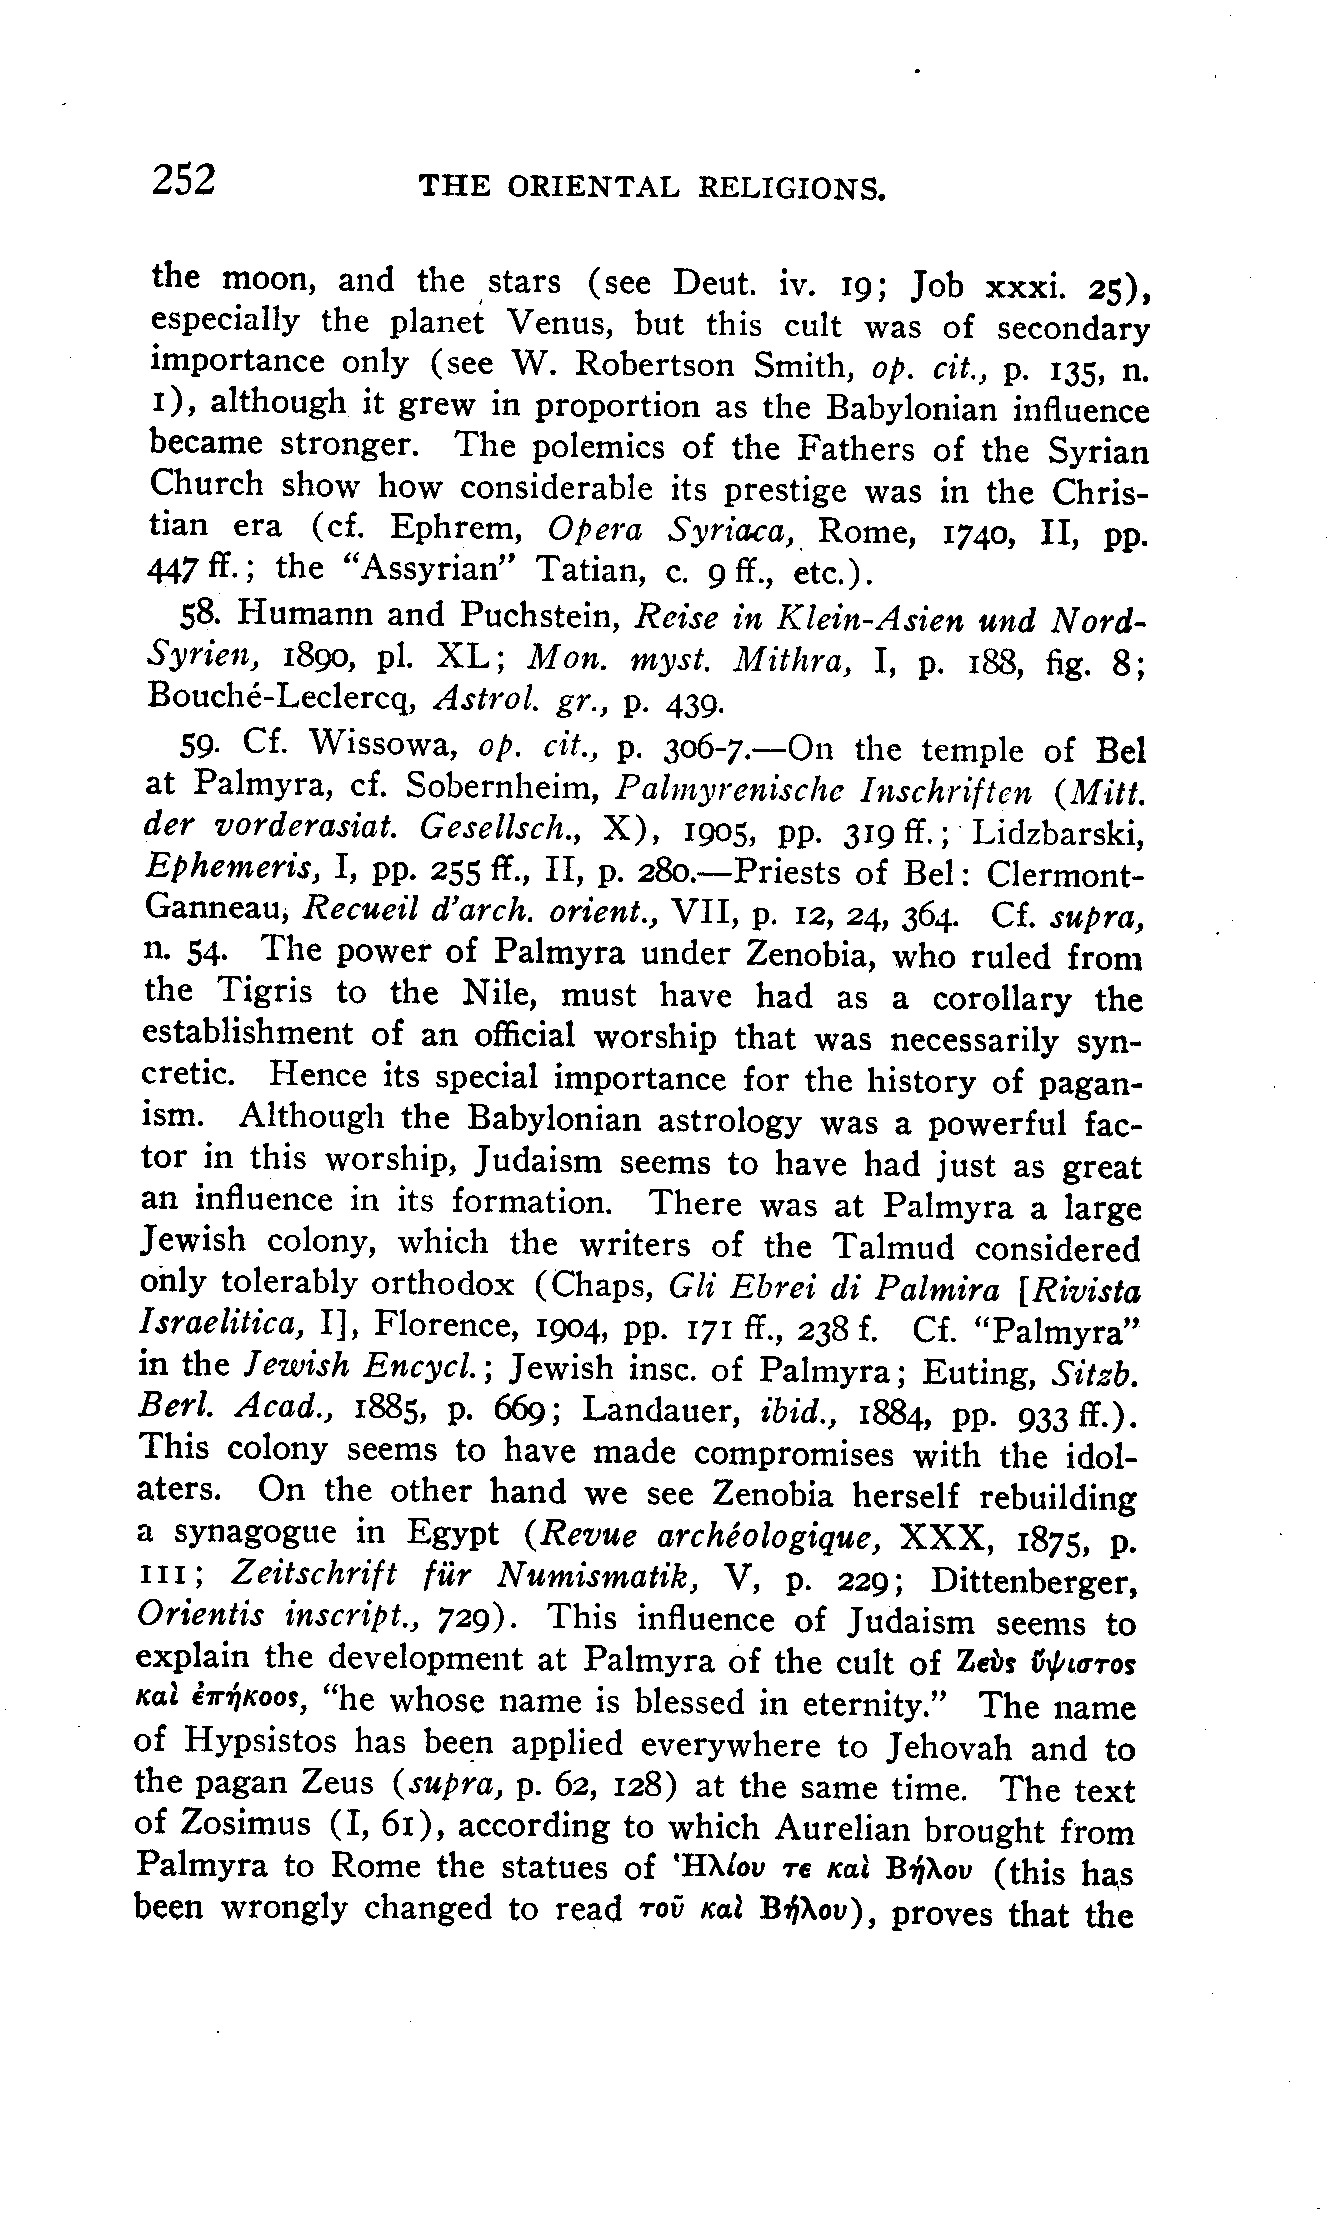 252 THE ORIENTAL RELIGIONS.
the moon, and the stars (see Deut. iv. 19; Job xxxi. 25),
especially the planet Venus, but this cult was of secondary
importance only (see W. Robertson Smith, op. cit., p. 135, n.
1), although it grew in proportion as the Babylonian influence
became stronger. The polemics of the Fathers of the Syrian
Church show how considerable its prestige was in the Chris-
tian era (cf. Ephrem, Opera Syriaca, Rome, 1740, II, pp.
447 ff.; the "Assyrian" Tatian, c. 9 ff., etc.).
58. Humann and Puchstein, Reise in Klein-Asien und Nord-
Syrien, 1890, pl. XL; Mon. myst. Mithra, I, p. 188, fig. 8;
Bouché-Leclercq, Astrol. gr., p. 439.
59. Cf. Wissowa, op. cit., p. 306-7.—On the temple of Bel
at Palmyra, cf. Sobernheim, Palmyrenische Inschriften (Mitt.
der vorderasiat. Gesellsch., X), 1905, pp. 319 ff.; Lidzbarski,
Ephemeris, I, pp. 255 ff., II, p. 280.—Priests of Bel: Clermont-
Ganneau, Recueil d'arch. orient., VII, p. 12, 24, 364. Cf. supra,
n. 54. The power of Palmyra under Zenobia, who ruled from
the Tigris to the Nile, must have had as a corollary the
establishment of an official worship that was necessarily syn-
cretic. Hence its special importance for the history of pagan-
ism. Although the Babylonian astrology was a powerful fac-
tor in this worship, Judaism seems to have had just as great
an influence in its formation. There was at Palmyra a large
Jewish colony, which the writers of the Talmud considered
only tolerably orthodox (Chaps, Gli Ebrei di Palmira [Rivista
Israelitica, I], Florence, 1904, pp. 171 ff., 238 f. Cf. "Palmyra"
in the Jewish Encycl.; Jewish insc. of Palmyra; Euting, Sitzb.
Berl. Acad., 1885, p. 669; Landauer, ibid., 1884, pp. 933 ff.).
This colony seems to have made compromises with the idol-
aters. On the other hand we see Zenobia herself rebuilding
a synagogue in Egypt (Revue archéologique, XXX, 1875, p.
111; Zeitschrift für Numismatik, V, p. 229; Dittenberger,
Orientis inscript., 729). This influence of Judaism seems to
explain the development at Palmyra of the cult of Ζεὺς ὕψιστος
καὶ ἐπήκοος, "he whose name is blessed in eternity." The name
of Hypsistos has been applied everywhere to Jehovah and to
the pagan Zeus (supra, p. 62, 128) at the same time. The text
of Zosimus (I, 61), according to which Aurelian brought from
Palmyra to Rome the statues of Ἡλίου τε καὶ Βήλου (this has
been wrongly changed to read τοῦ καὶ Βήλου), proves that the